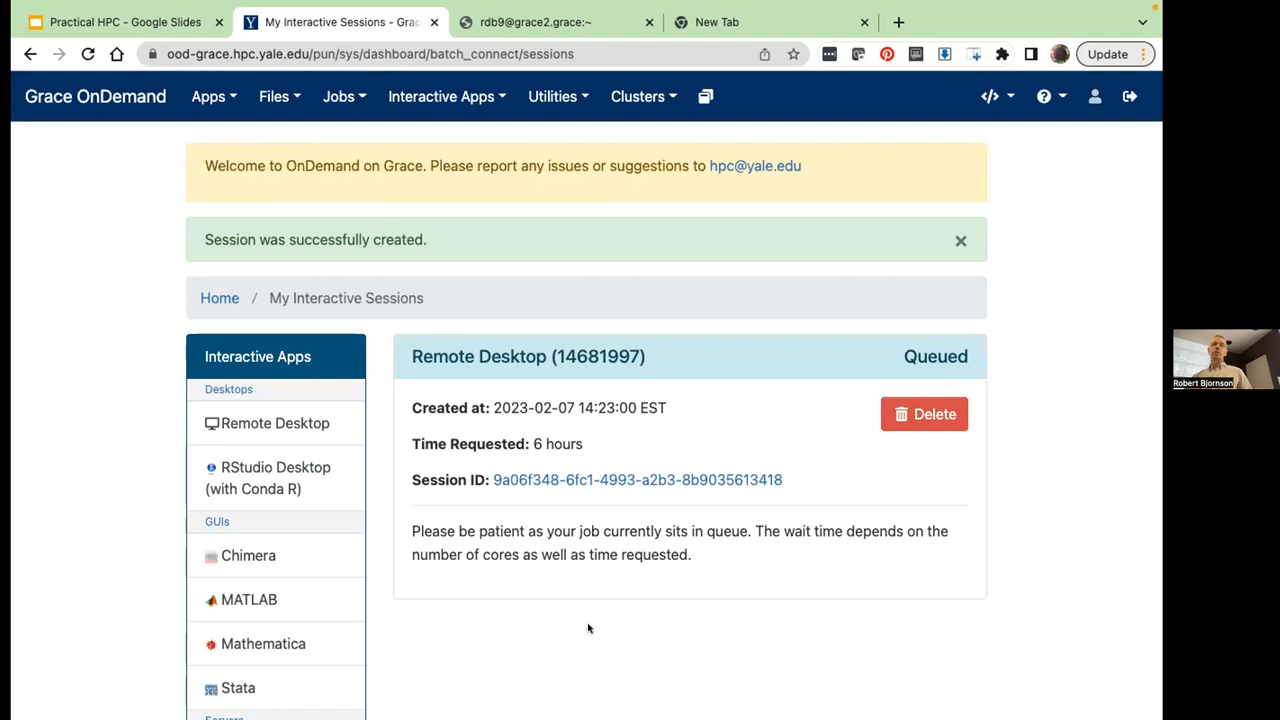 Practical HPC - Google Slides
My Interactive Sessions - Grac
rdb9@grace2.grace:~
New Tab
ood-grace.hpc.yale.edu/pun/sys/dashboard/batch_connect/sessions
Update
Grace OnDemand
Apps
Files
Jobs
Interactive Apps
Utilities
Clusters
Welcome to OnDemand on Grace. Please report any issues or suggestions to hpc@yale.edu
Session was successfully created.
Home / My Interactive Sessions
Interactive Apps
Desktops
Remote Desktop
RStudio Desktop
(with Conda R)
GUIs
Chimera
MATLAB
Mathematica
Stata
Servers
Remote Desktop (14681997)
Queued
Created at: 2023-02-07 14:23:00 EST
Delete
Time Requested: 6 hours
Session ID: 9a06f348-6fc1-4993-a2b3-8b9035613418
Please be patient as your job currently sits in queue. The wait time depends on the
number of cores as well as time requested.
Robert Bjornson